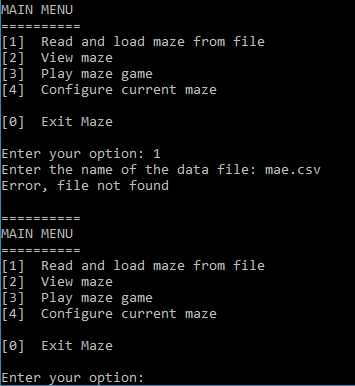 MAIN MENU
==========
[1]  Read and load maze from file
[2]  View maze
[3]  Play maze game
[4]  Configure current maze
[0]  Exit Maze
Enter your option: 1
Enter the name of the data file: mae.csv
Error, file not found
==========
MAIN MENU
==========
[1]  Read and load maze from file
[2]  View maze
[3]  Play maze game
[4]  Configure current maze
[0]  Exit Maze
Enter your option: